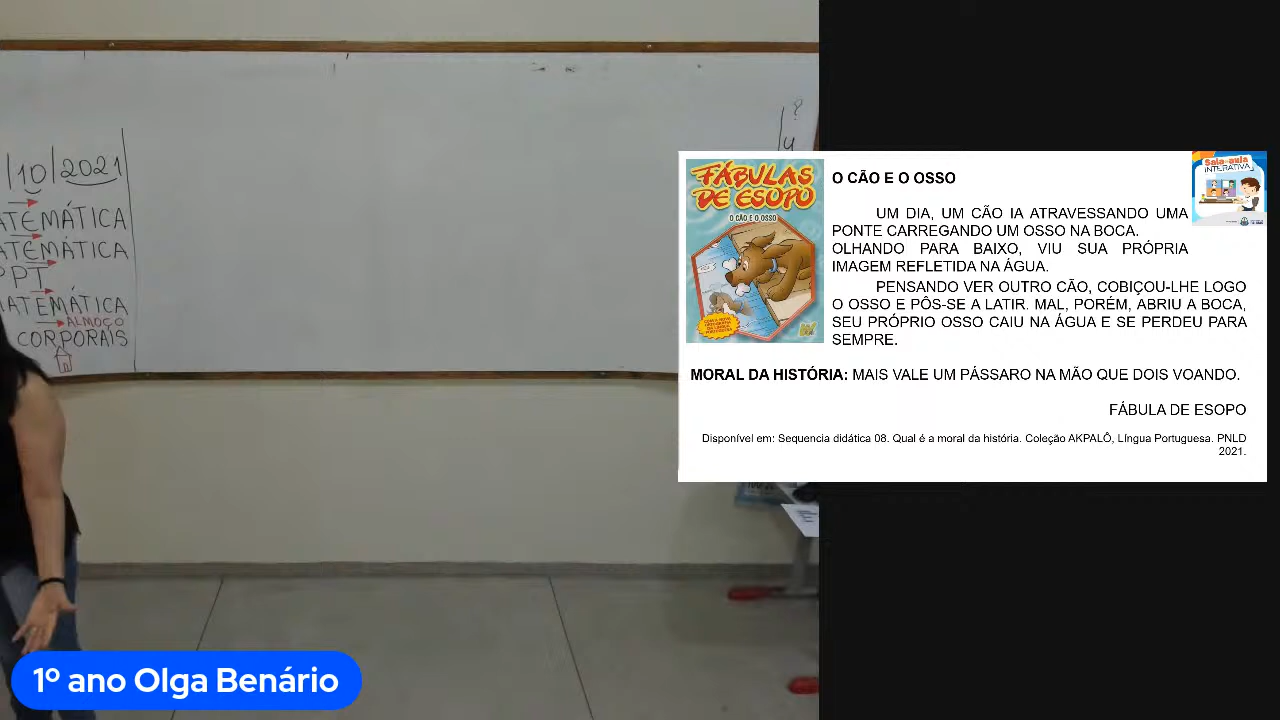 |10|2021
ATEMÁTICA
ATEMÁTICA
PPT
MATEMÁTICA
ALMOÇO
CORPORAIS
?
4
FÁBULAS
DE ESOPO
O CÃO E O OSSO
Sala de aula
INTERATIVA
O CÃO E O OSSO
UM DIA, UM CÃO IA ATRAVESSANDO UMA
PONTE CARREGANDO UM OSSO NA BOCA.
OLHANDO PARA BAIXO, VIU SUA PRÓPRIA
IMAGEM REFLETIDA NA ÁGUA.
PENSANDO VER OUTRO CÃO, COBIÇOU-LHE LOGO
O OSSO E PÔS-SE A LATIR. MAL, PORÉM, ABRIU A BOCA,
SEU PRÓPRIO OSSO CAIU NA ÁGUA E SE PERDEU PARA
SEMPRE.
MORAL DA HISTÓRIA: MAIS VALE UM PÁSSARO NA MÃO QUE DOIS VOANDO.
FÁBULA DE ESOPO
Disponível em: Sequencia didática 08. Qual é a moral da história. Coleção AKPALÔ, Língua Portuguesa. PNLD
2021.
1º ano Olga Benário